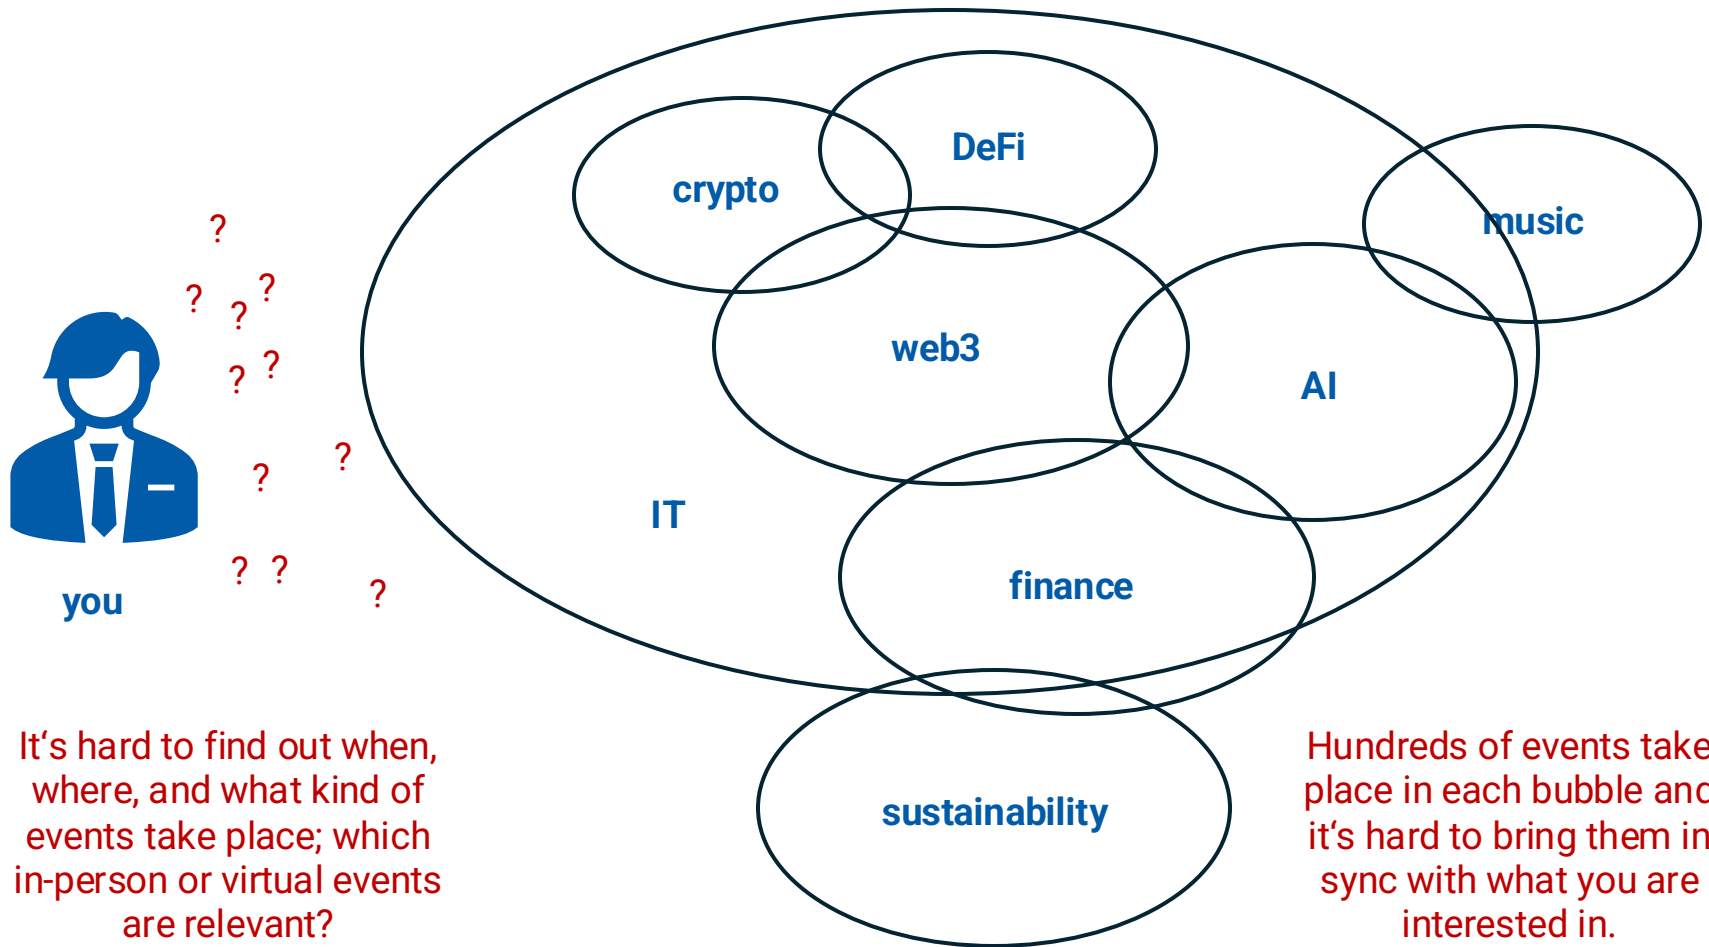 DeFi
crypto
music
?
?
?
?
web3
?
?
AI
?
?
IT
?
?
?
finance
you
It‘s hard to find out when,
where, and what kind of
events take place; which
in-person or virtual events
are relevant?
sustainability
Hundreds of events take
place in each bubble and
it‘s hard to bring them in
sync with what you are
interested in.